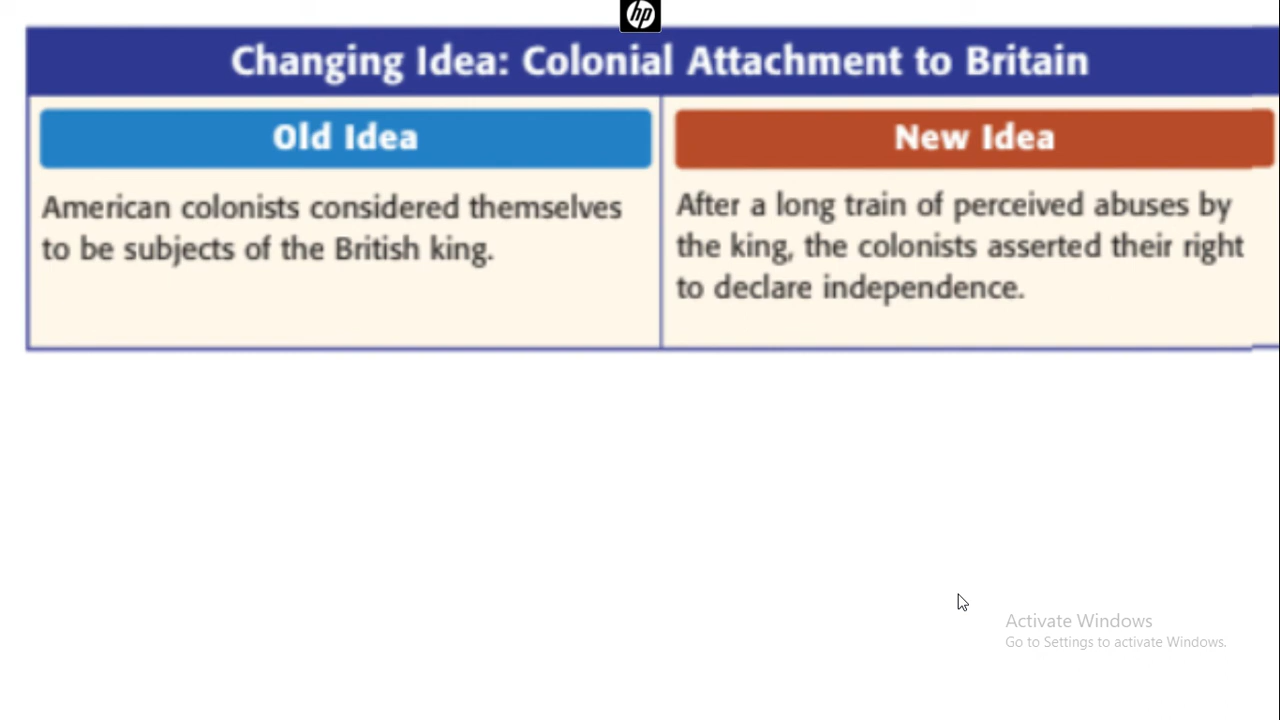 hp
Changing Idea: Colonial Attachment to Britain
Old Idea
American colonists considered themselves
to be subjects of the British king.
New Idea
After a long train of perceived abuses by
the king, the colonists asserted their right
to declare independence.
Activate Windows
Go to Settings to activate Windows.